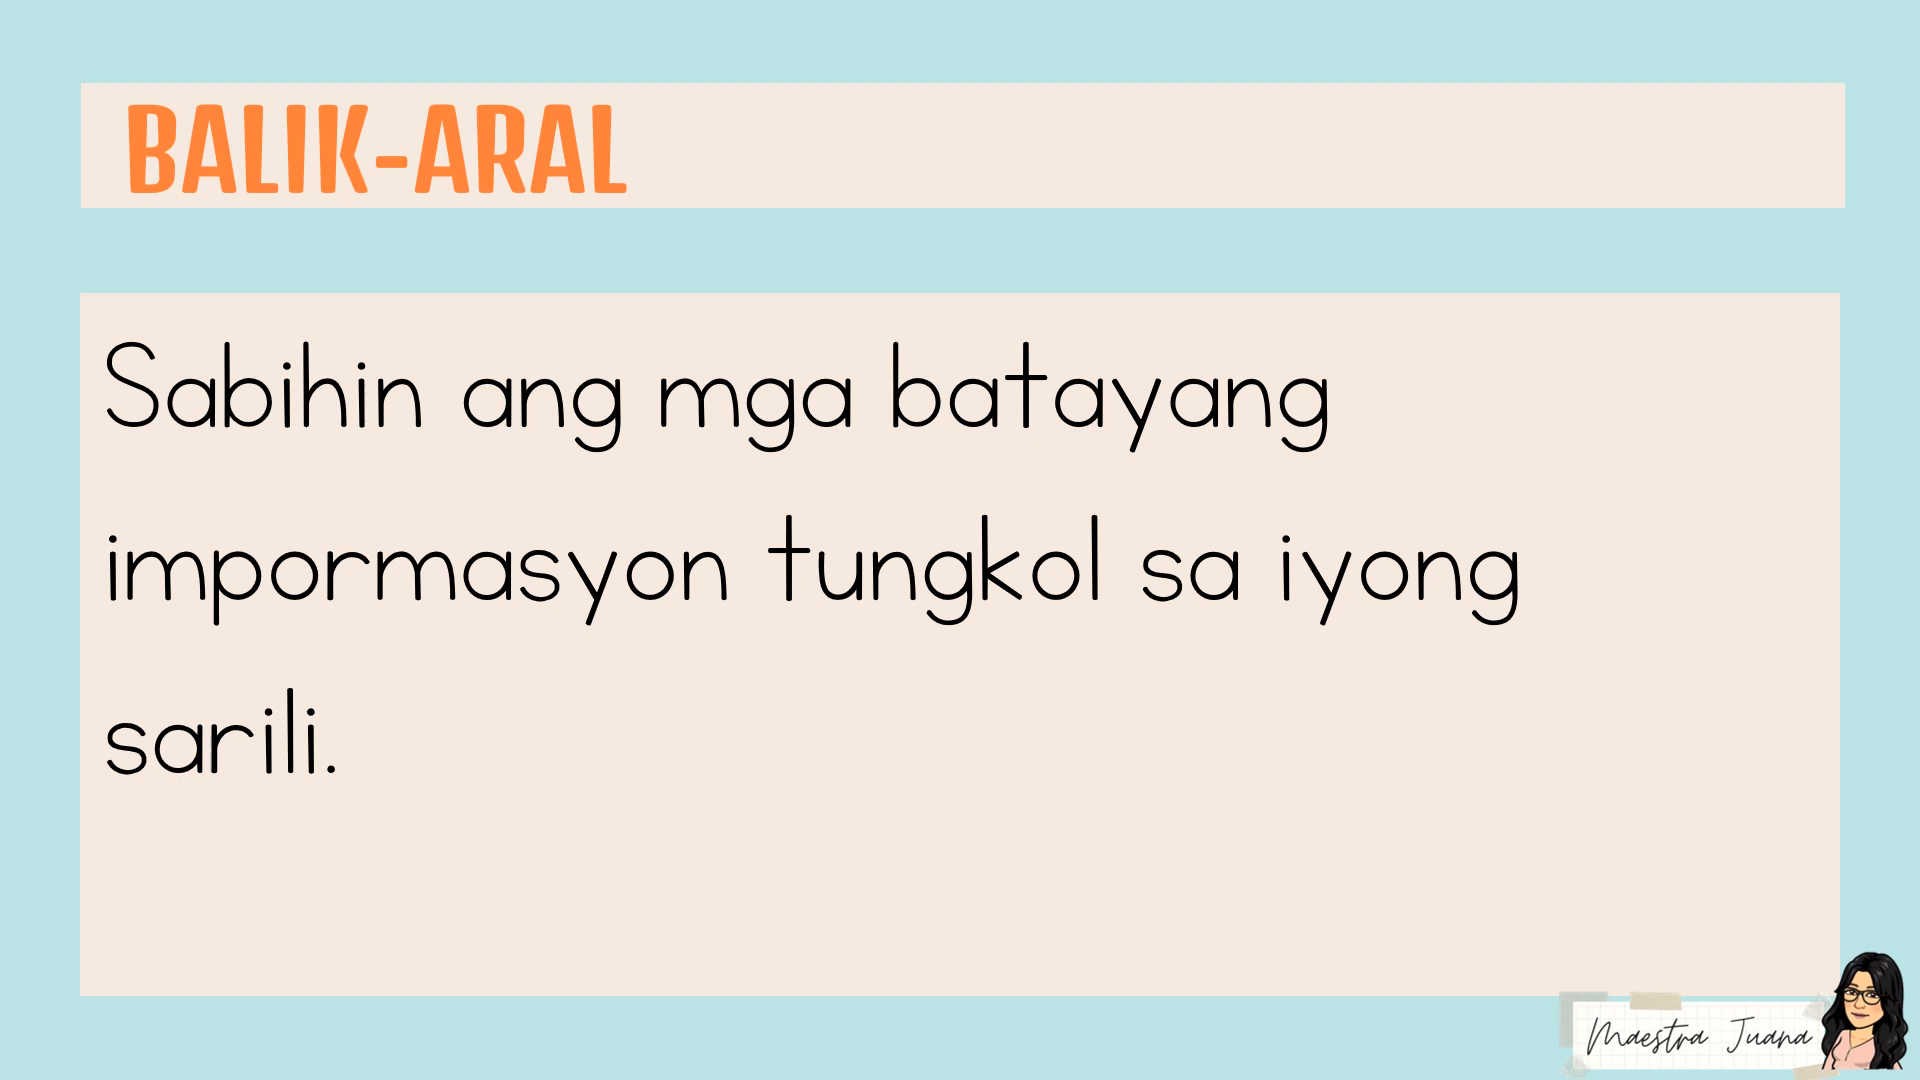 BALIK-ARAL
Sabihin ang mga batayang
impormasyon tungkol sa iyong
sarili.
Maestra Juana